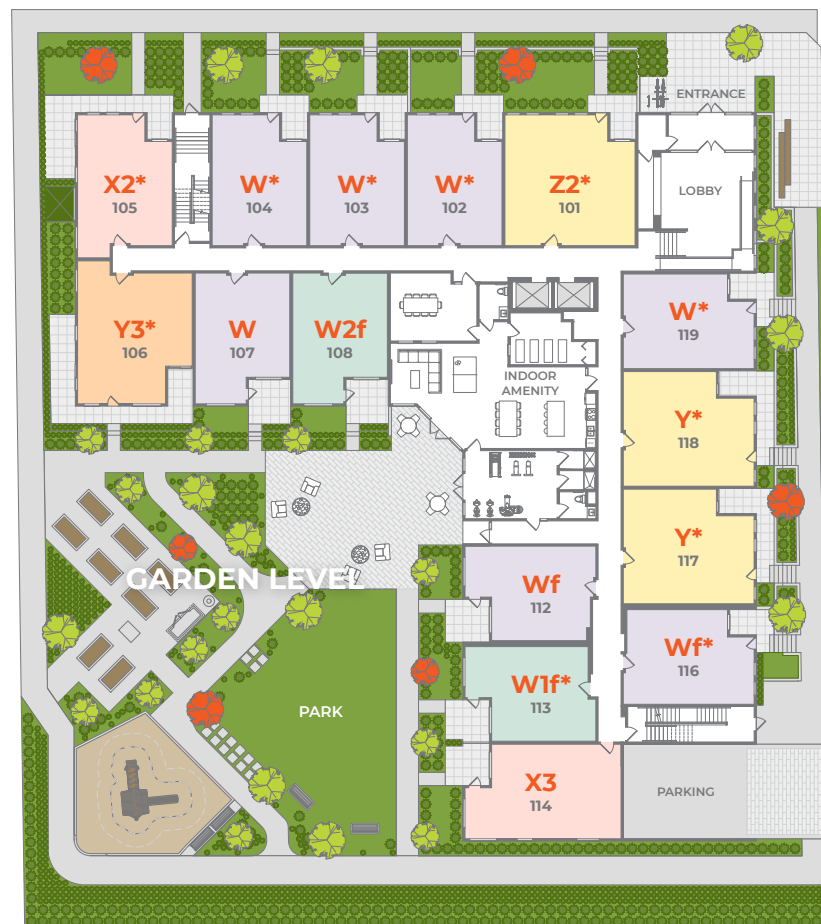 ENTRANCE
LOBBY
X2*
105
W*
104
W*
103
W*
102
Z2*
101
Y3*
106
W
107
W2f
108
W*
119
INDOOR
AMENITY
Y*
118
Y*
117
GARDEN LEVEL
Wf
112
Wf*
116
W1f*
113
PARK
X3
114
PARKING